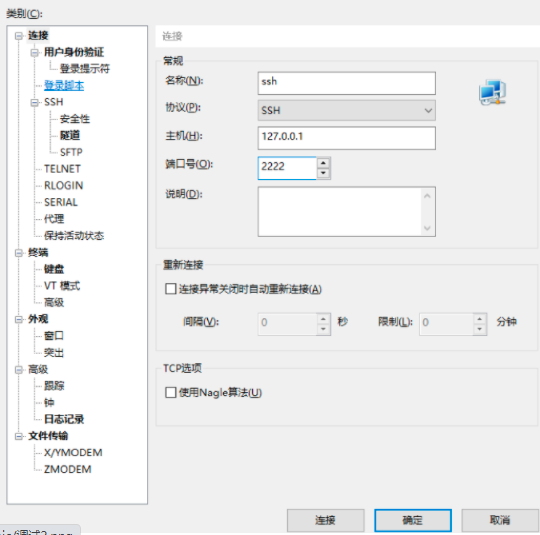 类别(C):
连接
用户身份验证
登录提示符
登录脚本
SSH
安全性
隧道
SFTP
TELNET
RLOGIN
SERIAL
代理
保持活动状态
终端
键盘
VT 模式
高级
外观
窗口
突出
高级
跟踪
钟
日志记录
文件传输
X/YMODEM
ZMODEM
连接
常规
名称(N): ssh
协议(P): SSH
主机(H): 127.0.0.1
端口号(O): 2222
说明(D):
重新连接
连接异常关闭时自动重新连接(A)
间隔(V): 0 秒 限制(L): 0 分钟
TCP选项
使用Nagle算法(U)
连接 确定 取消